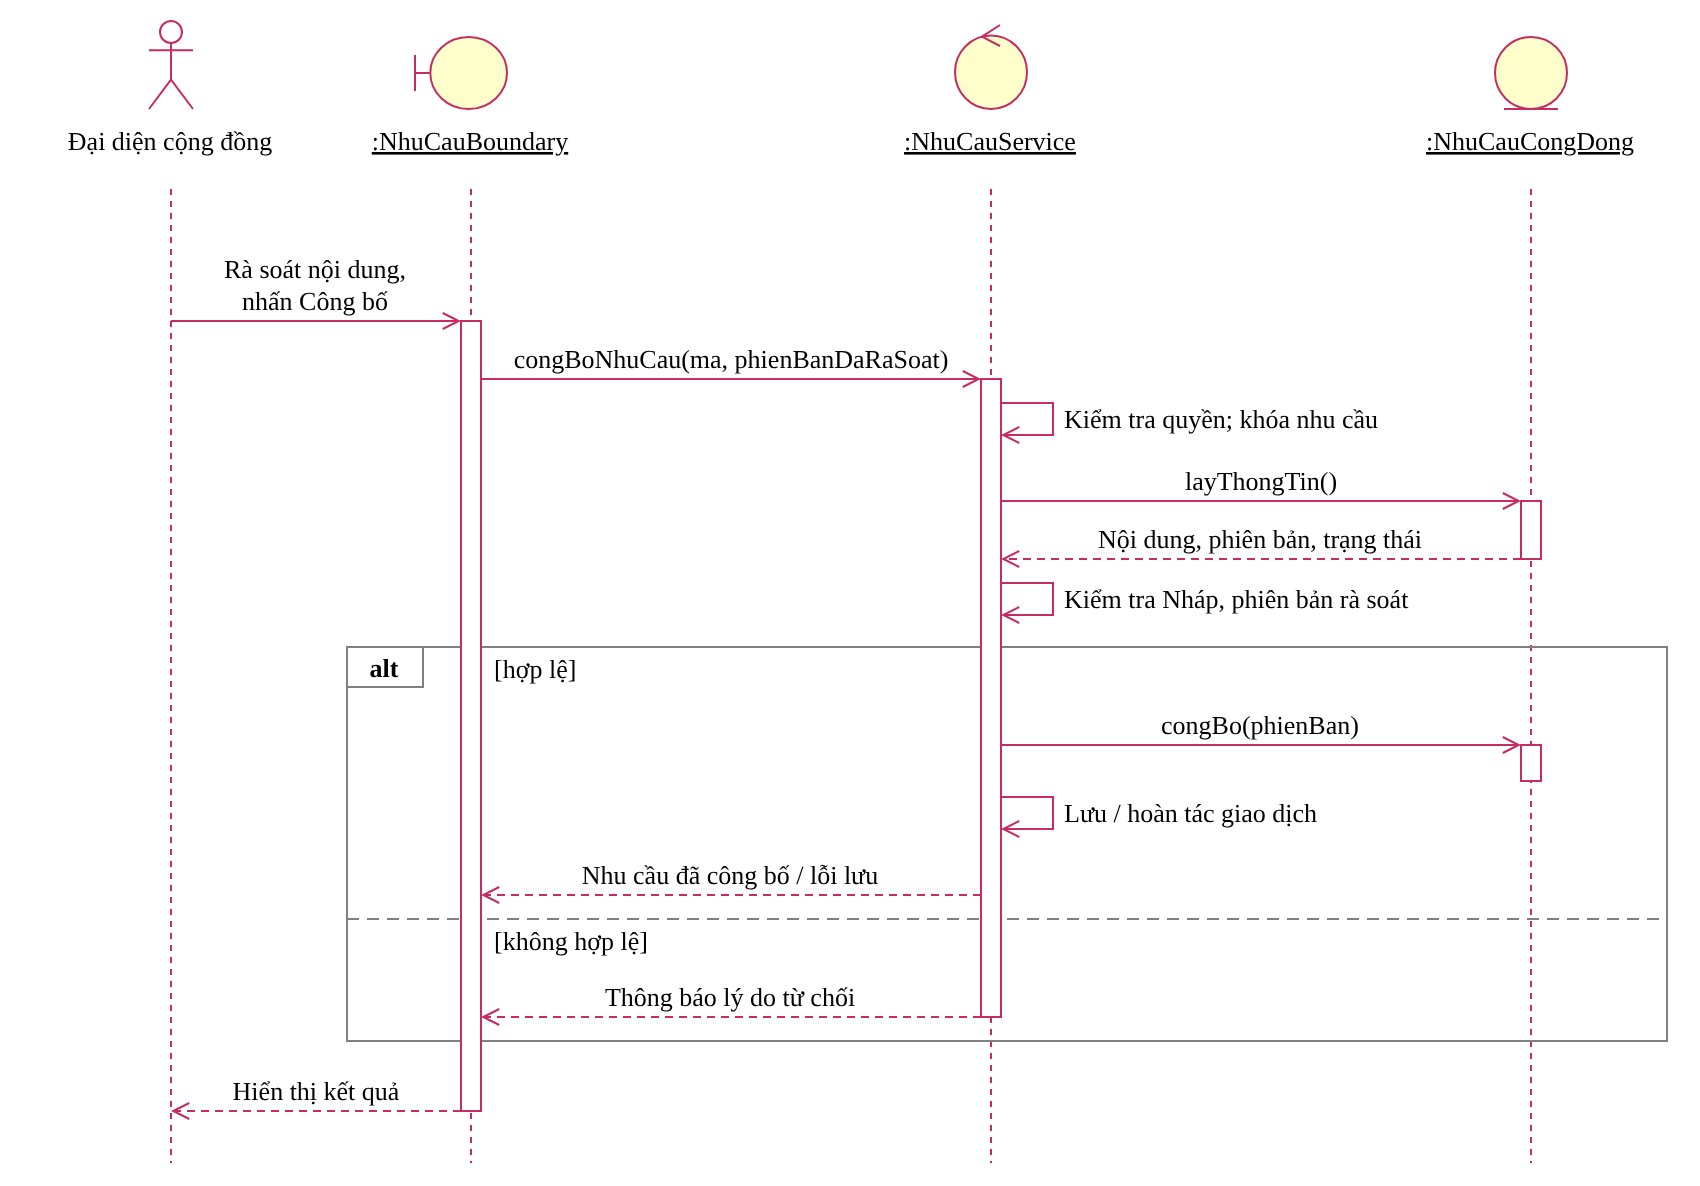 Đại diện cộng đồng
:NhuCauBoundary
:NhuCauService
:NhuCauCongDong
Rà soát nội dung,
nhấn Công bố
congBoNhuCau(ma, phienBanDaRaSoat)
Kiểm tra quyền; khóa nhu cầu
layThongTin()
Nội dung, phiên bản, trạng thái
Kiểm tra Nháp, phiên bản rà soát
alt
[hợp lệ]
congBo(phienBan)
Lưu / hoàn tác giao dịch
Nhu cầu đã công bố / lỗi lưu
[không hợp lệ]
Thông báo lý do từ chối
Hiển thị kết quả